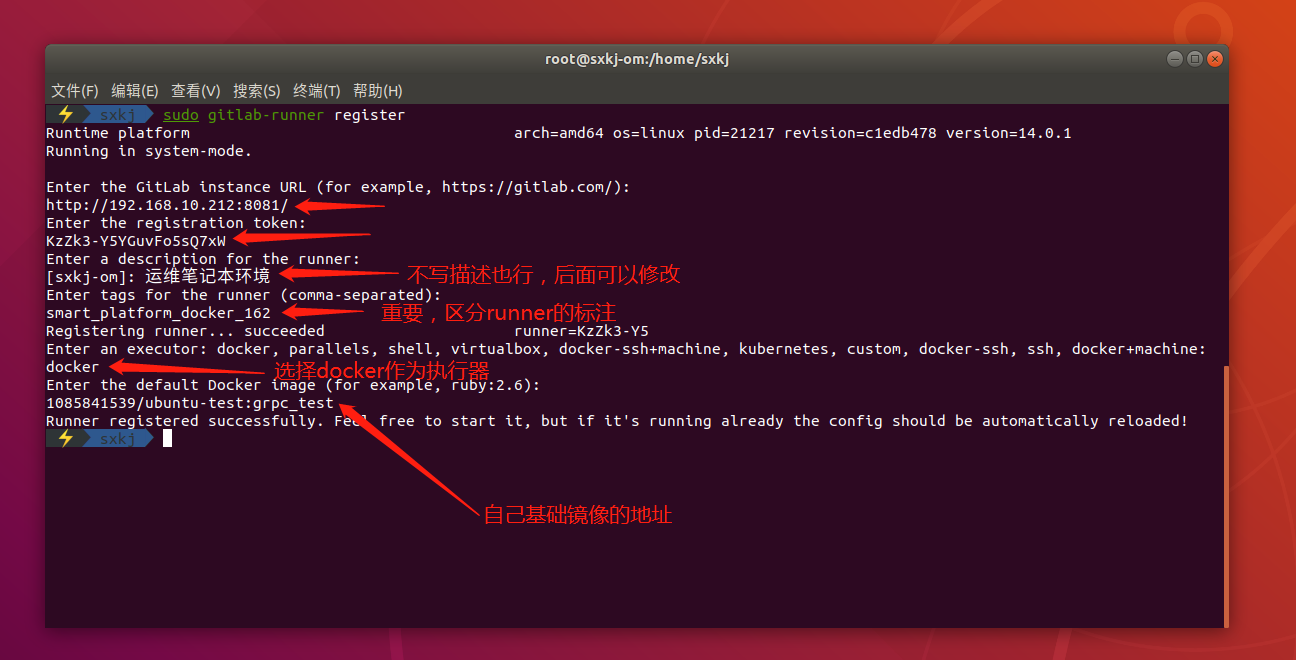 root@sxkj-om:/home/sxkj
文件(F) 编辑(E) 查看(V) 搜索(S) 终端(T) 帮助(H)
sxkj sudo gitlab-runner register
Runtime platform arch=amd64 os=linux pid=21217 revision=c1edb478 version=14.0.1
Running in system-mode.
Enter the GitLab instance URL (for example, https://gitlab.com/):
http://192.168.10.212:8081/
Enter the registration token:
KzZk3-Y5YGuvFo5sQ7xW
Enter a description for the runner:
[sxkj-om]: 运维笔记本环境 不写描述也行，后面可以修改
Enter tags for the runner (comma-separated):
smart_platform_docker_162 重要，区分runner的标注
Registering runner... succeeded runner=KzZk3-Y5
Enter an executor: docker, parallels, shell, virtualbox, docker-ssh+machine, kubernetes, custom, docker-ssh, ssh, docker+machine:
docker 选择docker作为执行器
Enter the default Docker image (for example, ruby:2.6):
1085841539/ubuntu-test:grpc_test
Runner registered successfully. Feel free to start it, but if it's running already the config should be automatically reloaded!
sxkj
自己基础镜像的地址